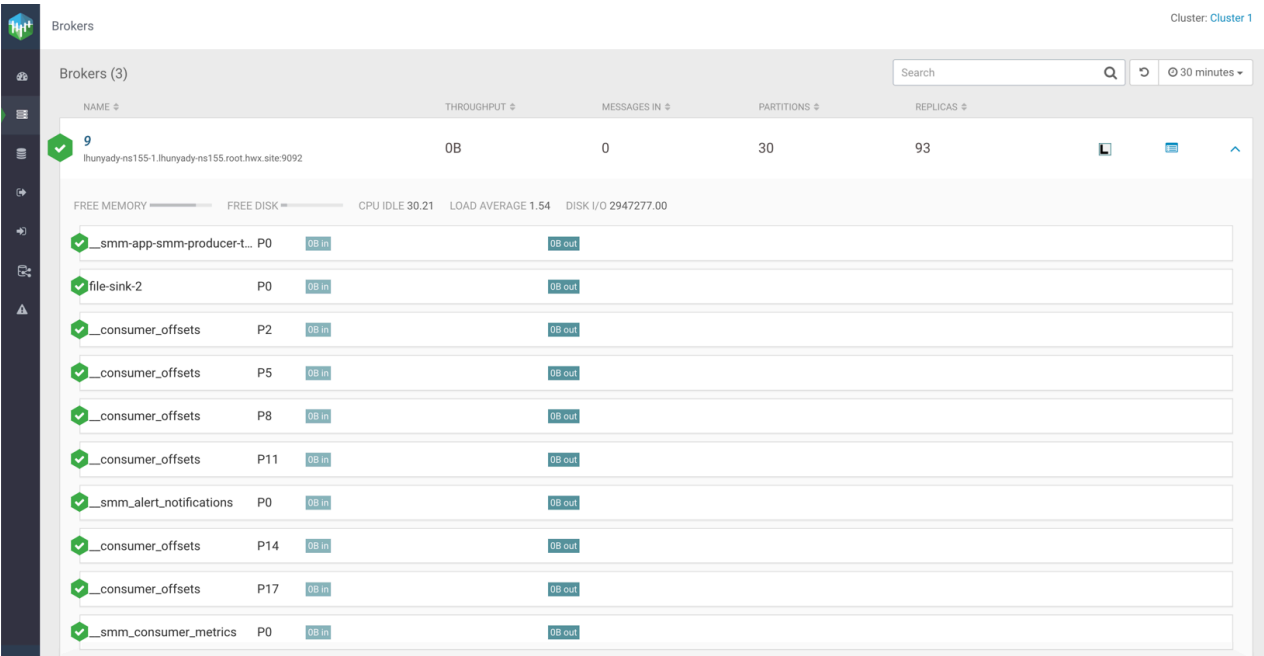 Brokers
Cluster: Cluster 1
Brokers (3)
Search
30 minutes
NAME THROUGHPUT MESSAGES IN PARTITIONS REPLICAS
9 0B 0 30 93 L
lhunyady-ns155-1.lhunyady-ns155.root.hwx.site:9092
FREE MEMORY FREE DISK CPU IDLE 30.21 LOAD AVERAGE 1.54 DISK I/O 2947277.00
__smm-app-smm-producer-t... P0 0B in 0B out
file-sink-2 P0 0B in 0B out
__consumer_offsets P2 0B in 0B out
__consumer_offsets P5 0B in 0B out
__consumer_offsets P8 0B in 0B out
__consumer_offsets P11 0B in 0B out
__smm_alert_notifications P0 0B in 0B out
__consumer_offsets P14 0B in 0B out
__consumer_offsets P17 0B in 0B out
__smm_consumer_metrics P0 0B in 0B out